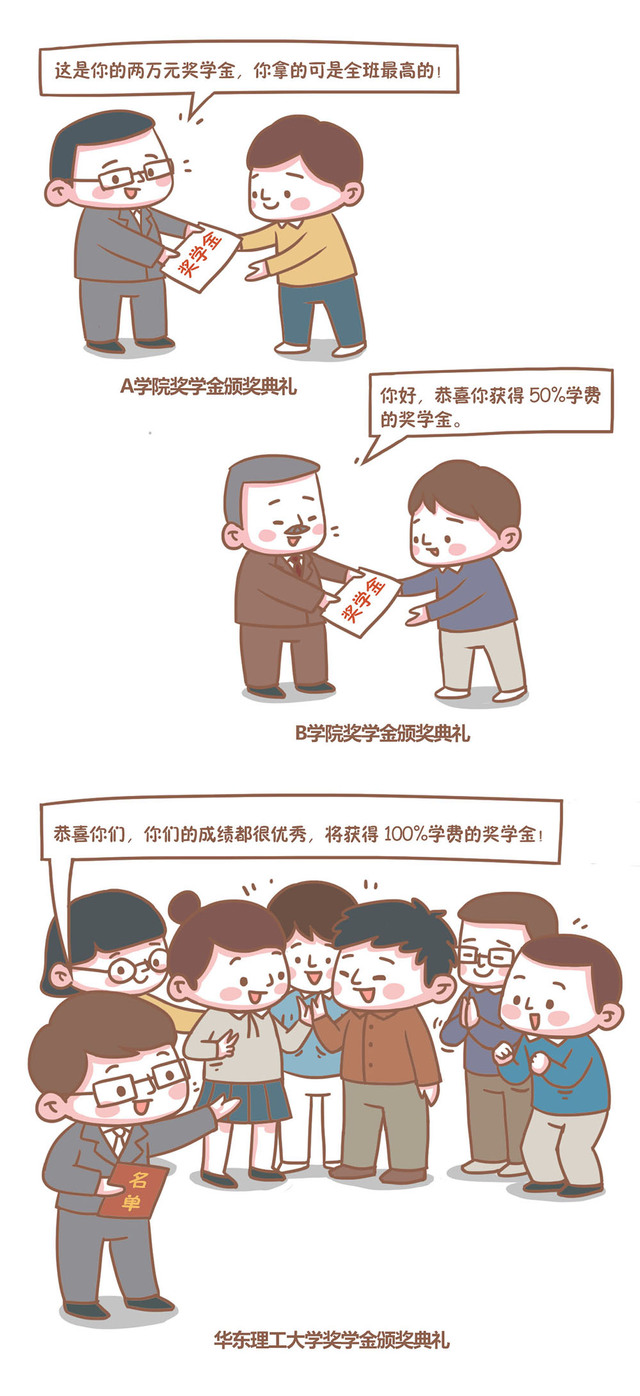 这是你的两万元奖学金，你拿的可是全班最高的！
奖学金
A学院奖学金颁奖典礼
你好，恭喜你获得 50%学费
的奖学金。
奖学金
B学院奖学金颁奖典礼
恭喜你们，你们的成绩都很优秀，将获得 100%学费的奖学金！
名
单
华东理工大学奖学金颁奖典礼